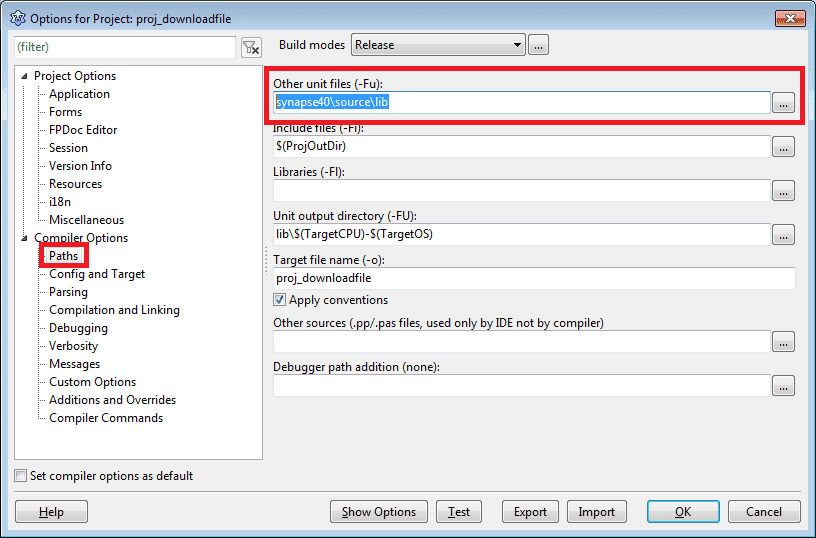 Options for Project: proj_downloadfile
(filter)
Build modes Release ...
Project Options
Application
Forms
FPDoc Editor
Session
Version Info
Resources
i18n
Miscellaneous
Compiler Options
Paths
Config and Target
Parsing
Compilation and Linking
Debugging
Verbosity
Messages
Custom Options
Additions and Overrides
Compiler Commands
Other unit files (-Fu):
synapse40\source\lib ...
Include files (-Fi):
$(ProjOutDir) ...
Libraries (-Fl):
...
Unit output directory (-FU):
lib\$(TargetCPU)-$(TargetOS) ...
Target file name (-o):
proj_downloadfile
Apply conventions
Other sources (.pp/.pas files, used only by IDE not by compiler)
...
Debugger path addition (none):
...
Set compiler options as default
Help Show Options Test Export Import OK Cancel